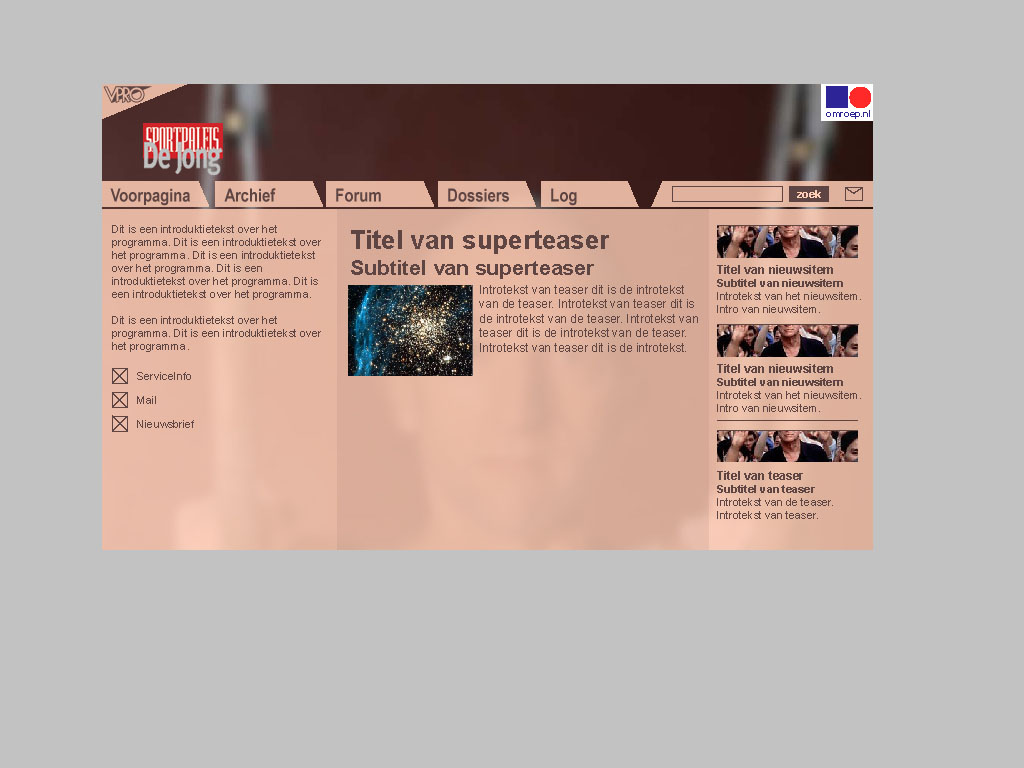 VPRO
omroep.nl
SPORTPALEIS
De Jong
Voorpagina Archief Forum Dossiers Log zoek
Dit is een introduktietekst over het
programma. Dit is een introduktietekst over
het programma. Dit is een introduktietekst
over het programma. Dit is een
introduktietekst over het programma. Dit is
een introduktietekst over het programma.
Dit is een introduktietekst over het
programma. Dit is een introduktietekst over
het programma.
ServiceInfo
Mail
Nieuwsbrief
Titel van superteaser
Subtitel van superteaser
Introtekst van teaser dit is de introtekst
van de teaser. Introtekst van teaser dit is
de introtekst van de teaser. Introtekst van
teaser dit is de introtekst van de teaser.
Introtekst van teaser dit is de introtekst.
Titel van nieuwsitem
Subtitel van nieuwsitem
Introtekst van het nieuwsitem.
Intro van nieuwsitem.
Titel van nieuwsitem
Subtitel van nieuwsitem
Introtekst van het nieuwsitem.
Intro van nieuwsitem.
Titel van teaser
Subtitel van teaser
Introtekst van de teaser.
Introtekst van teaser.